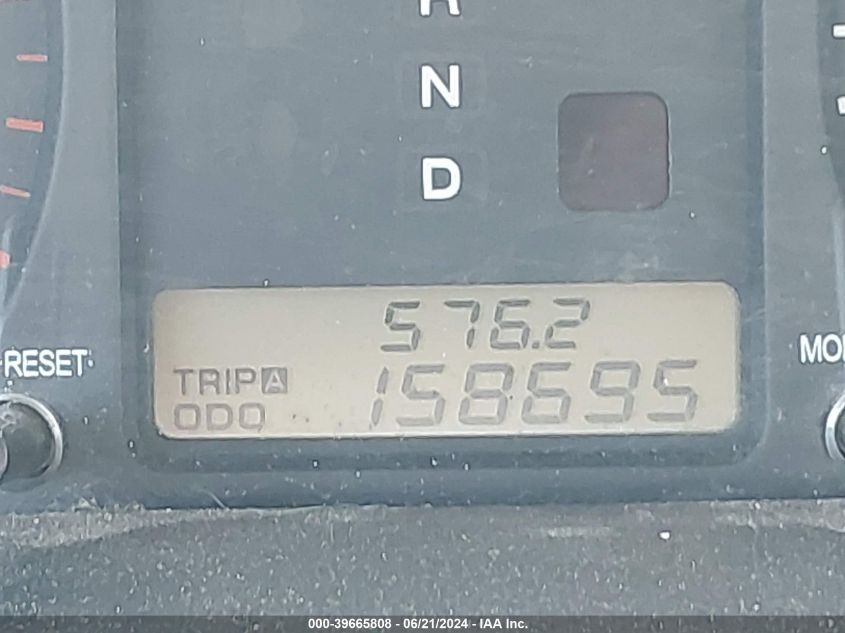 R
N
D
576.2
RESET
MO
TRIP A
ODO 158695
000-39665808 - 06/21/2024 - IAA Inc.